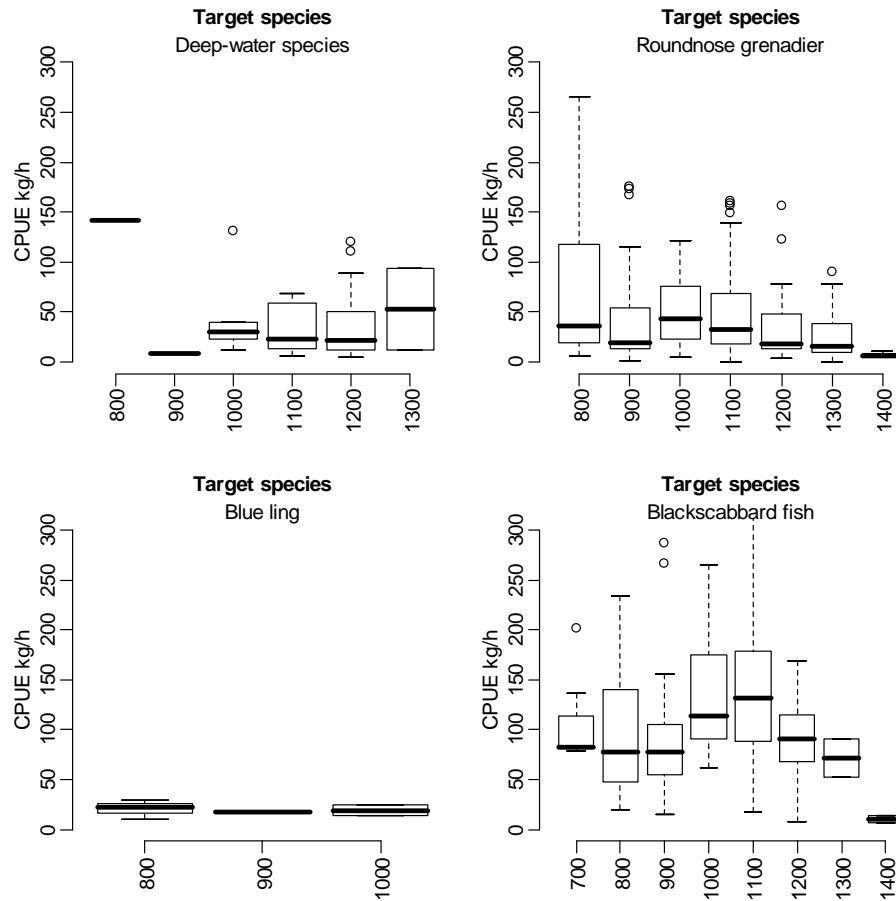 Target species
Deep-water species
CPUE kg/h
0 50 100 150 200 250 300
800 900 1000 1100 1200 1300
Target species
Roundnose grenadier
CPUE kg/h
0 50 100 150 200 250 300
800 900 1000 1100 1200 1300 1400
Target species
Blue ling
CPUE kg/h
0 50 100 150 200 250 300
800 900 1000
Target species
Blackscabbard fish
CPUE kg/h
0 50 100 150 200 250 300
700 800 900 1000 1100 1200 1300 1400